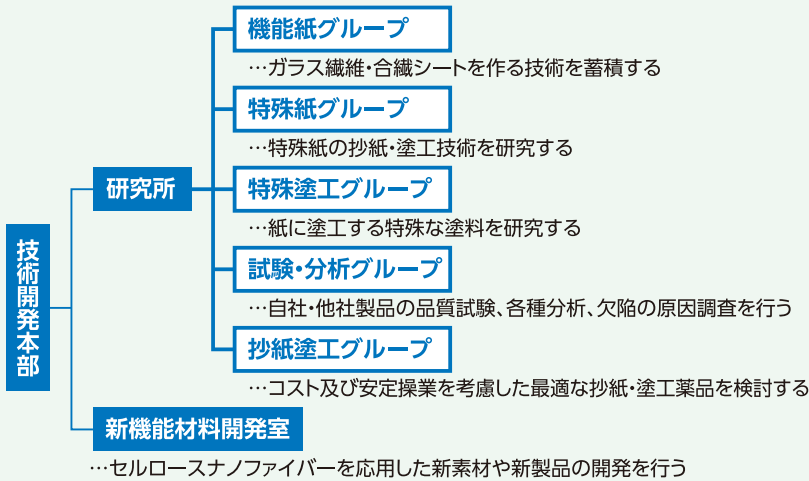 技術開発本部
研究所
機能紙グループ
…ガラス繊維・合繊シートを作る技術を蓄積する
特殊紙グループ
…特殊紙の抄紙・塗工技術を研究する
特殊塗工グループ
…紙に塗工する特殊な塗料を研究する
試験・分析グループ
…自社・他社製品の品質試験、各種分析、欠陥の原因調査を行う
抄紙塗工グループ
…コスト及び安定操業を考慮した最適な抄紙・塗工薬品を検討する
新機能材料開発室
…セルロースナノファイバーを応用した新素材や新製品の開発を行う